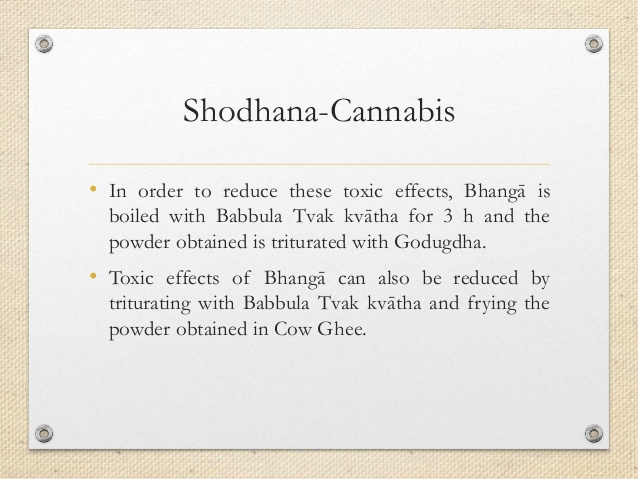 Shodhana-Cannabis
• In order to reduce these toxic effects, Bhangā is
boiled with Babbula Tvak kvātha for 3 h and the
powder obtained is triturated with Godugdha.
• Toxic effects of Bhangā can also be reduced by
triturating with Babbula Tvak kvātha and frying the
powder obtained in Cow Ghee.